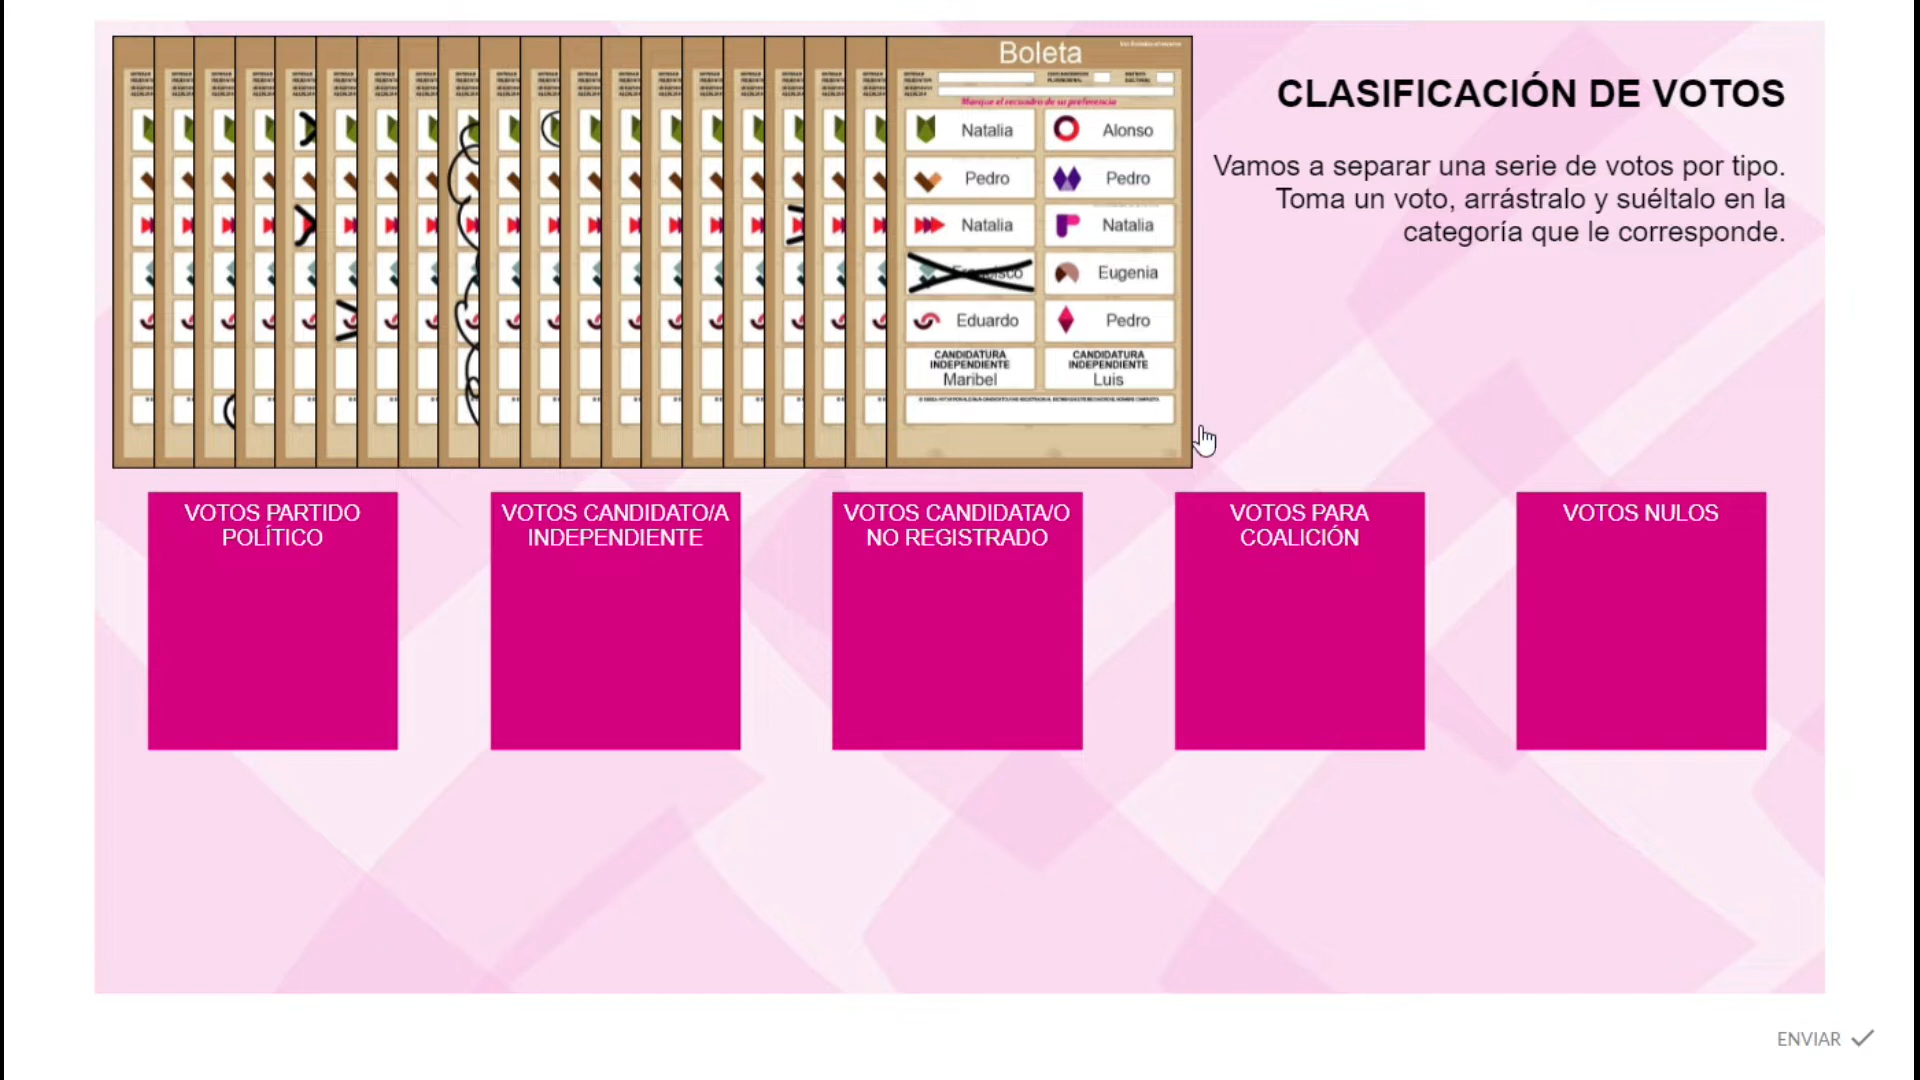 Boleta
Marque el recuadro de su preferencia
Natalia
Alonso
Pedro
Pedro
Natalia
Natalia
Francisco
Eugenia
Eduardo
Pedro
CANDIDATURA
INDEPENDIENTE
Maribel
CANDIDATURA
INDEPENDIENTE
Luis
CLASIFICACIÓN DE VOTOS
Vamos a separar una serie de votos por tipo.
Toma un voto, arrástralo y suéltalo en la
categoría que le corresponde.
VOTOS PARTIDO
POLÍTICO
VOTOS CANDIDATO/A
INDEPENDIENTE
VOTOS CANDIDATA/O
NO REGISTRADO
VOTOS PARA
COALICIÓN
VOTOS NULOS
ENVIAR